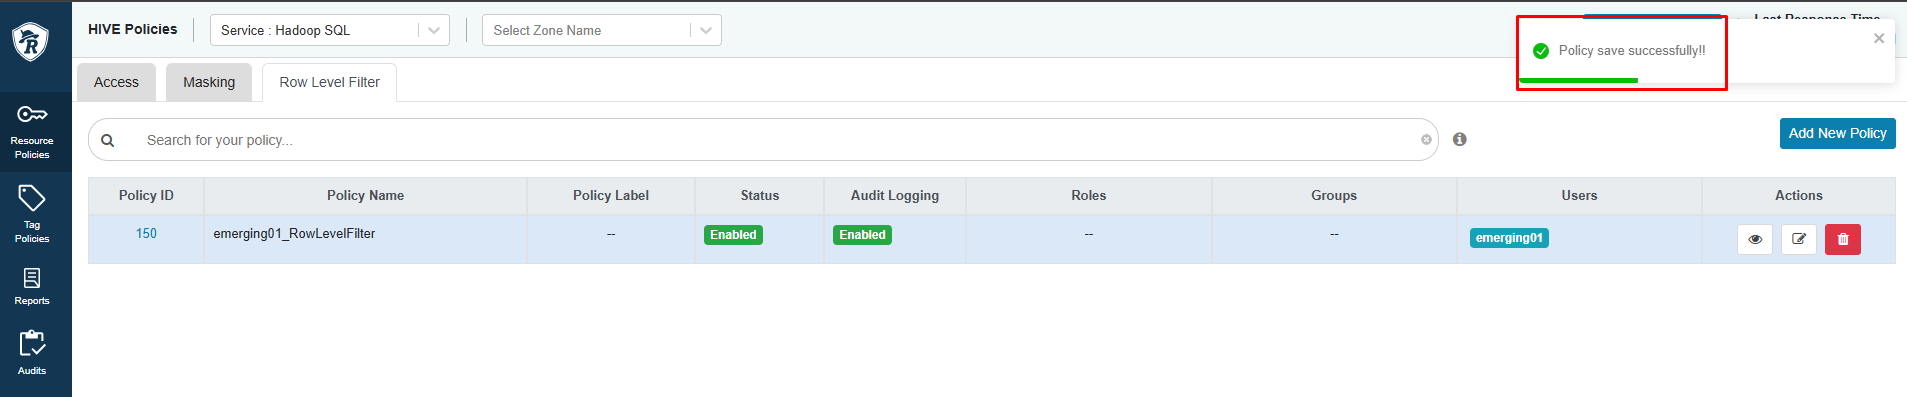 HIVE Policies
Service : Hadoop SQL
Select Zone Name
Last Response Time
Policy save successfully!!
Access
Masking
Row Level Filter
Resource
Policies
Search for your policy...
Add New Policy
Policy ID Policy Name Policy Label Status Audit Logging Roles Groups Users Actions
150 emerging01_RowLevelFilter -- Enabled Enabled -- -- emerging01
Tag
Policies
Reports
Audits